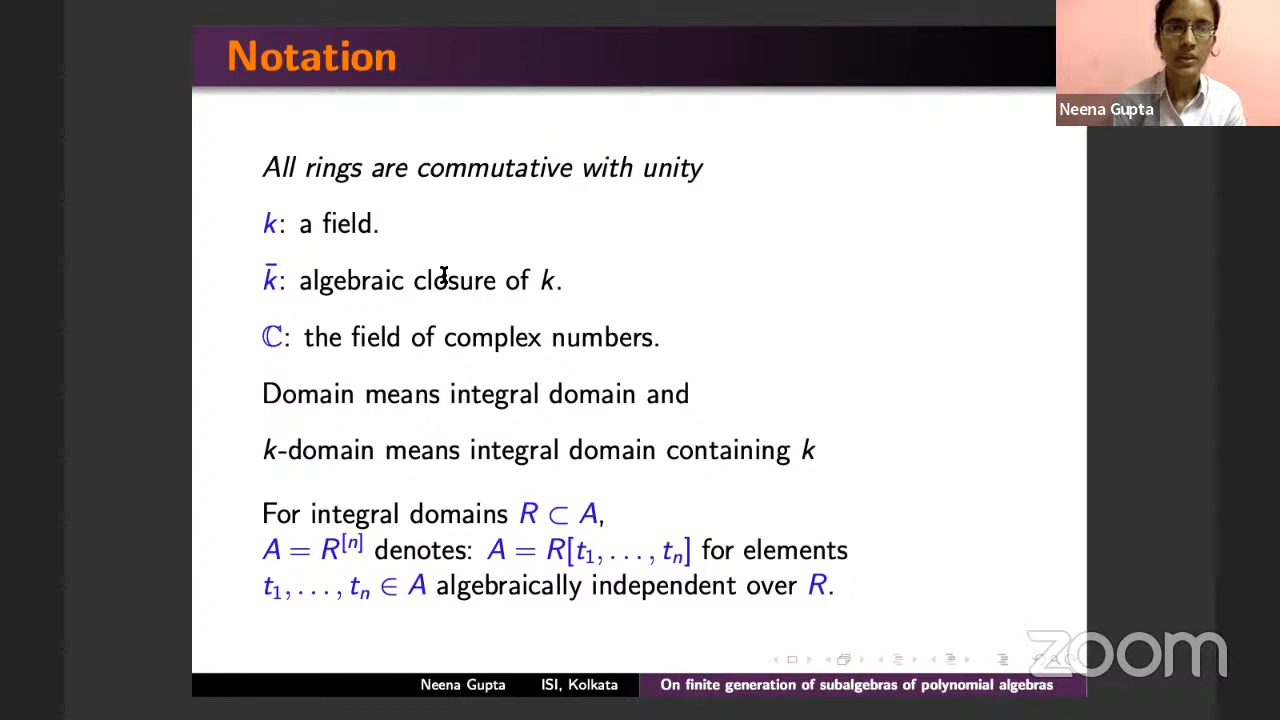 Notation
Neena Gupta
All rings are commutative with unity
k: a field.
k̄: algebraic closure of k.
ℂ: the field of complex numbers.
Domain means integral domain and
k-domain means integral domain containing k
For integral domains R ⊂ A,
A = R^[n] denotes: A = R[t₁, . . . , tₙ] for elements
t₁, . . . , tₙ ∈ A algebraically independent over R.
zoom
Neena Gupta ISI, Kolkata On finite generation of subalgebras of polynomial algebras